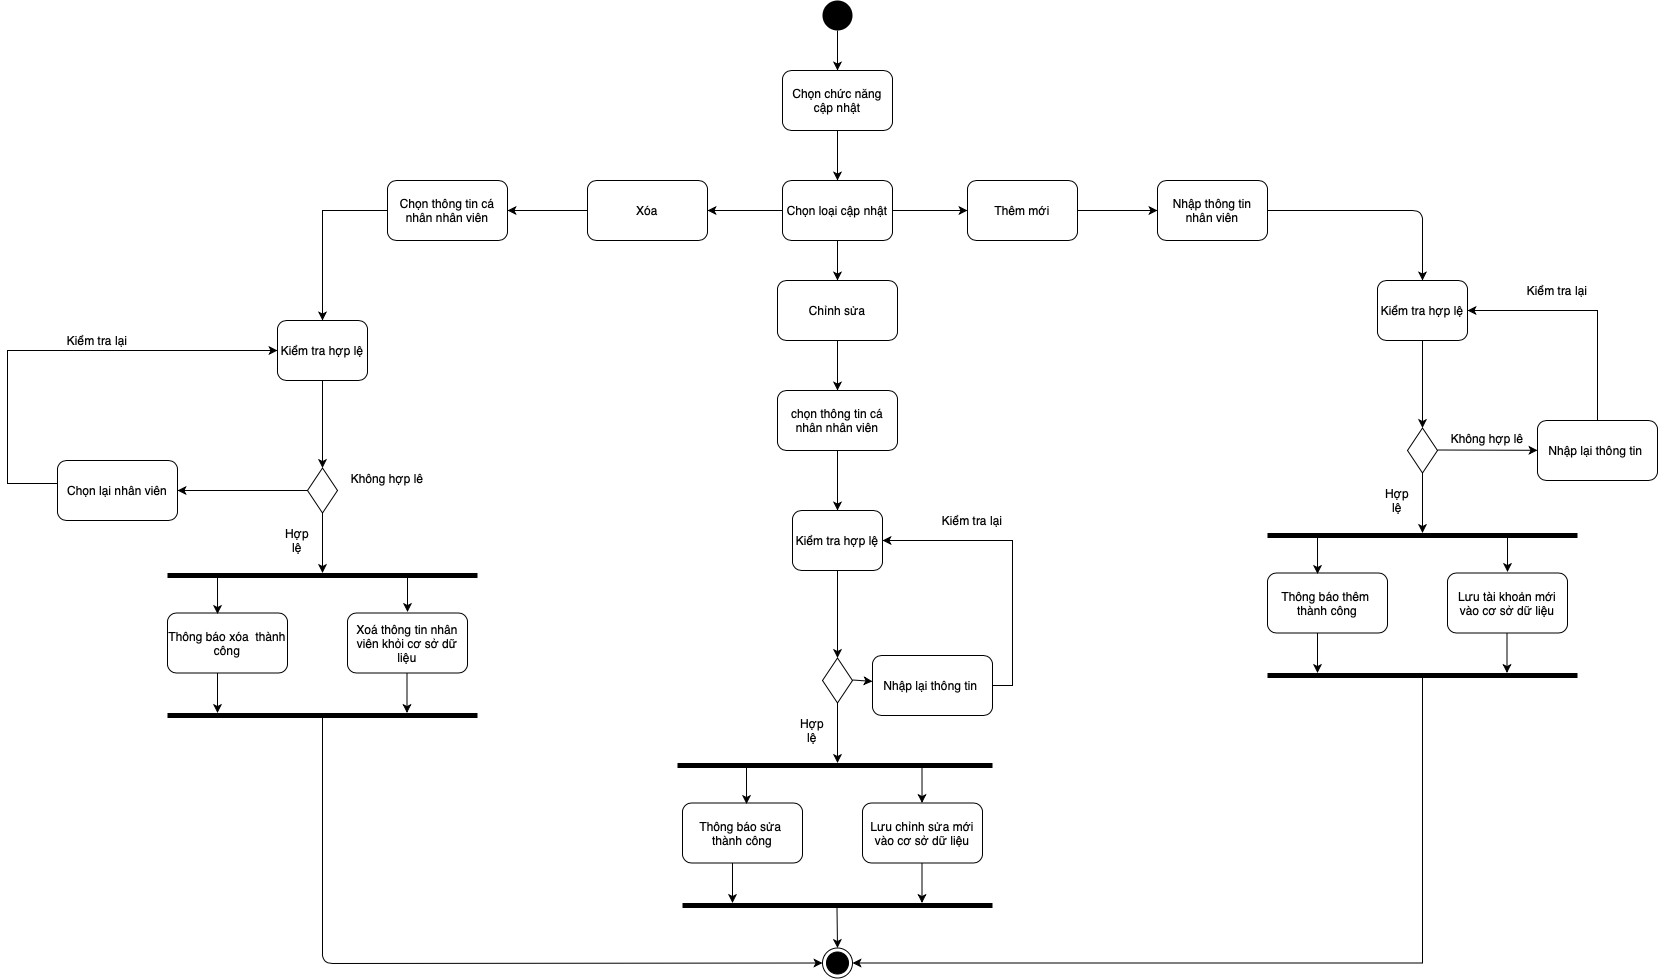 Chọn chức năng
cập nhật
Chọn thông tin cá
nhân nhân viên
Xóa
Chọn loại cập nhật
Thêm mới
Nhập thông tin
nhân viên
Chỉnh sửa
Kiểm tra hợp lệ
Kiểm tra lại
Kiểm tra lại
Kiểm tra hợp lệ
chọn thông tin cá
nhân nhân viên
Không hợp lê
Nhập lại thông tin
Chọn lại nhân viên
Không hợp lê
Hợp
lệ
Hợp
lệ
Kiểm tra hợp lệ
Kiểm tra lại
Thông báo xóa  thành
công
Xoá thông tin nhân
viên khỏi cơ sở dữ
liệu
Thông báo thêm
thành công
Lưu tài khoản mới
vào cơ sở dữ liệu
Nhập lại thông tin
Hợp
lệ
Thông báo sửa
thành công
Lưu chỉnh sửa mới
vào cơ sở dữ liệu